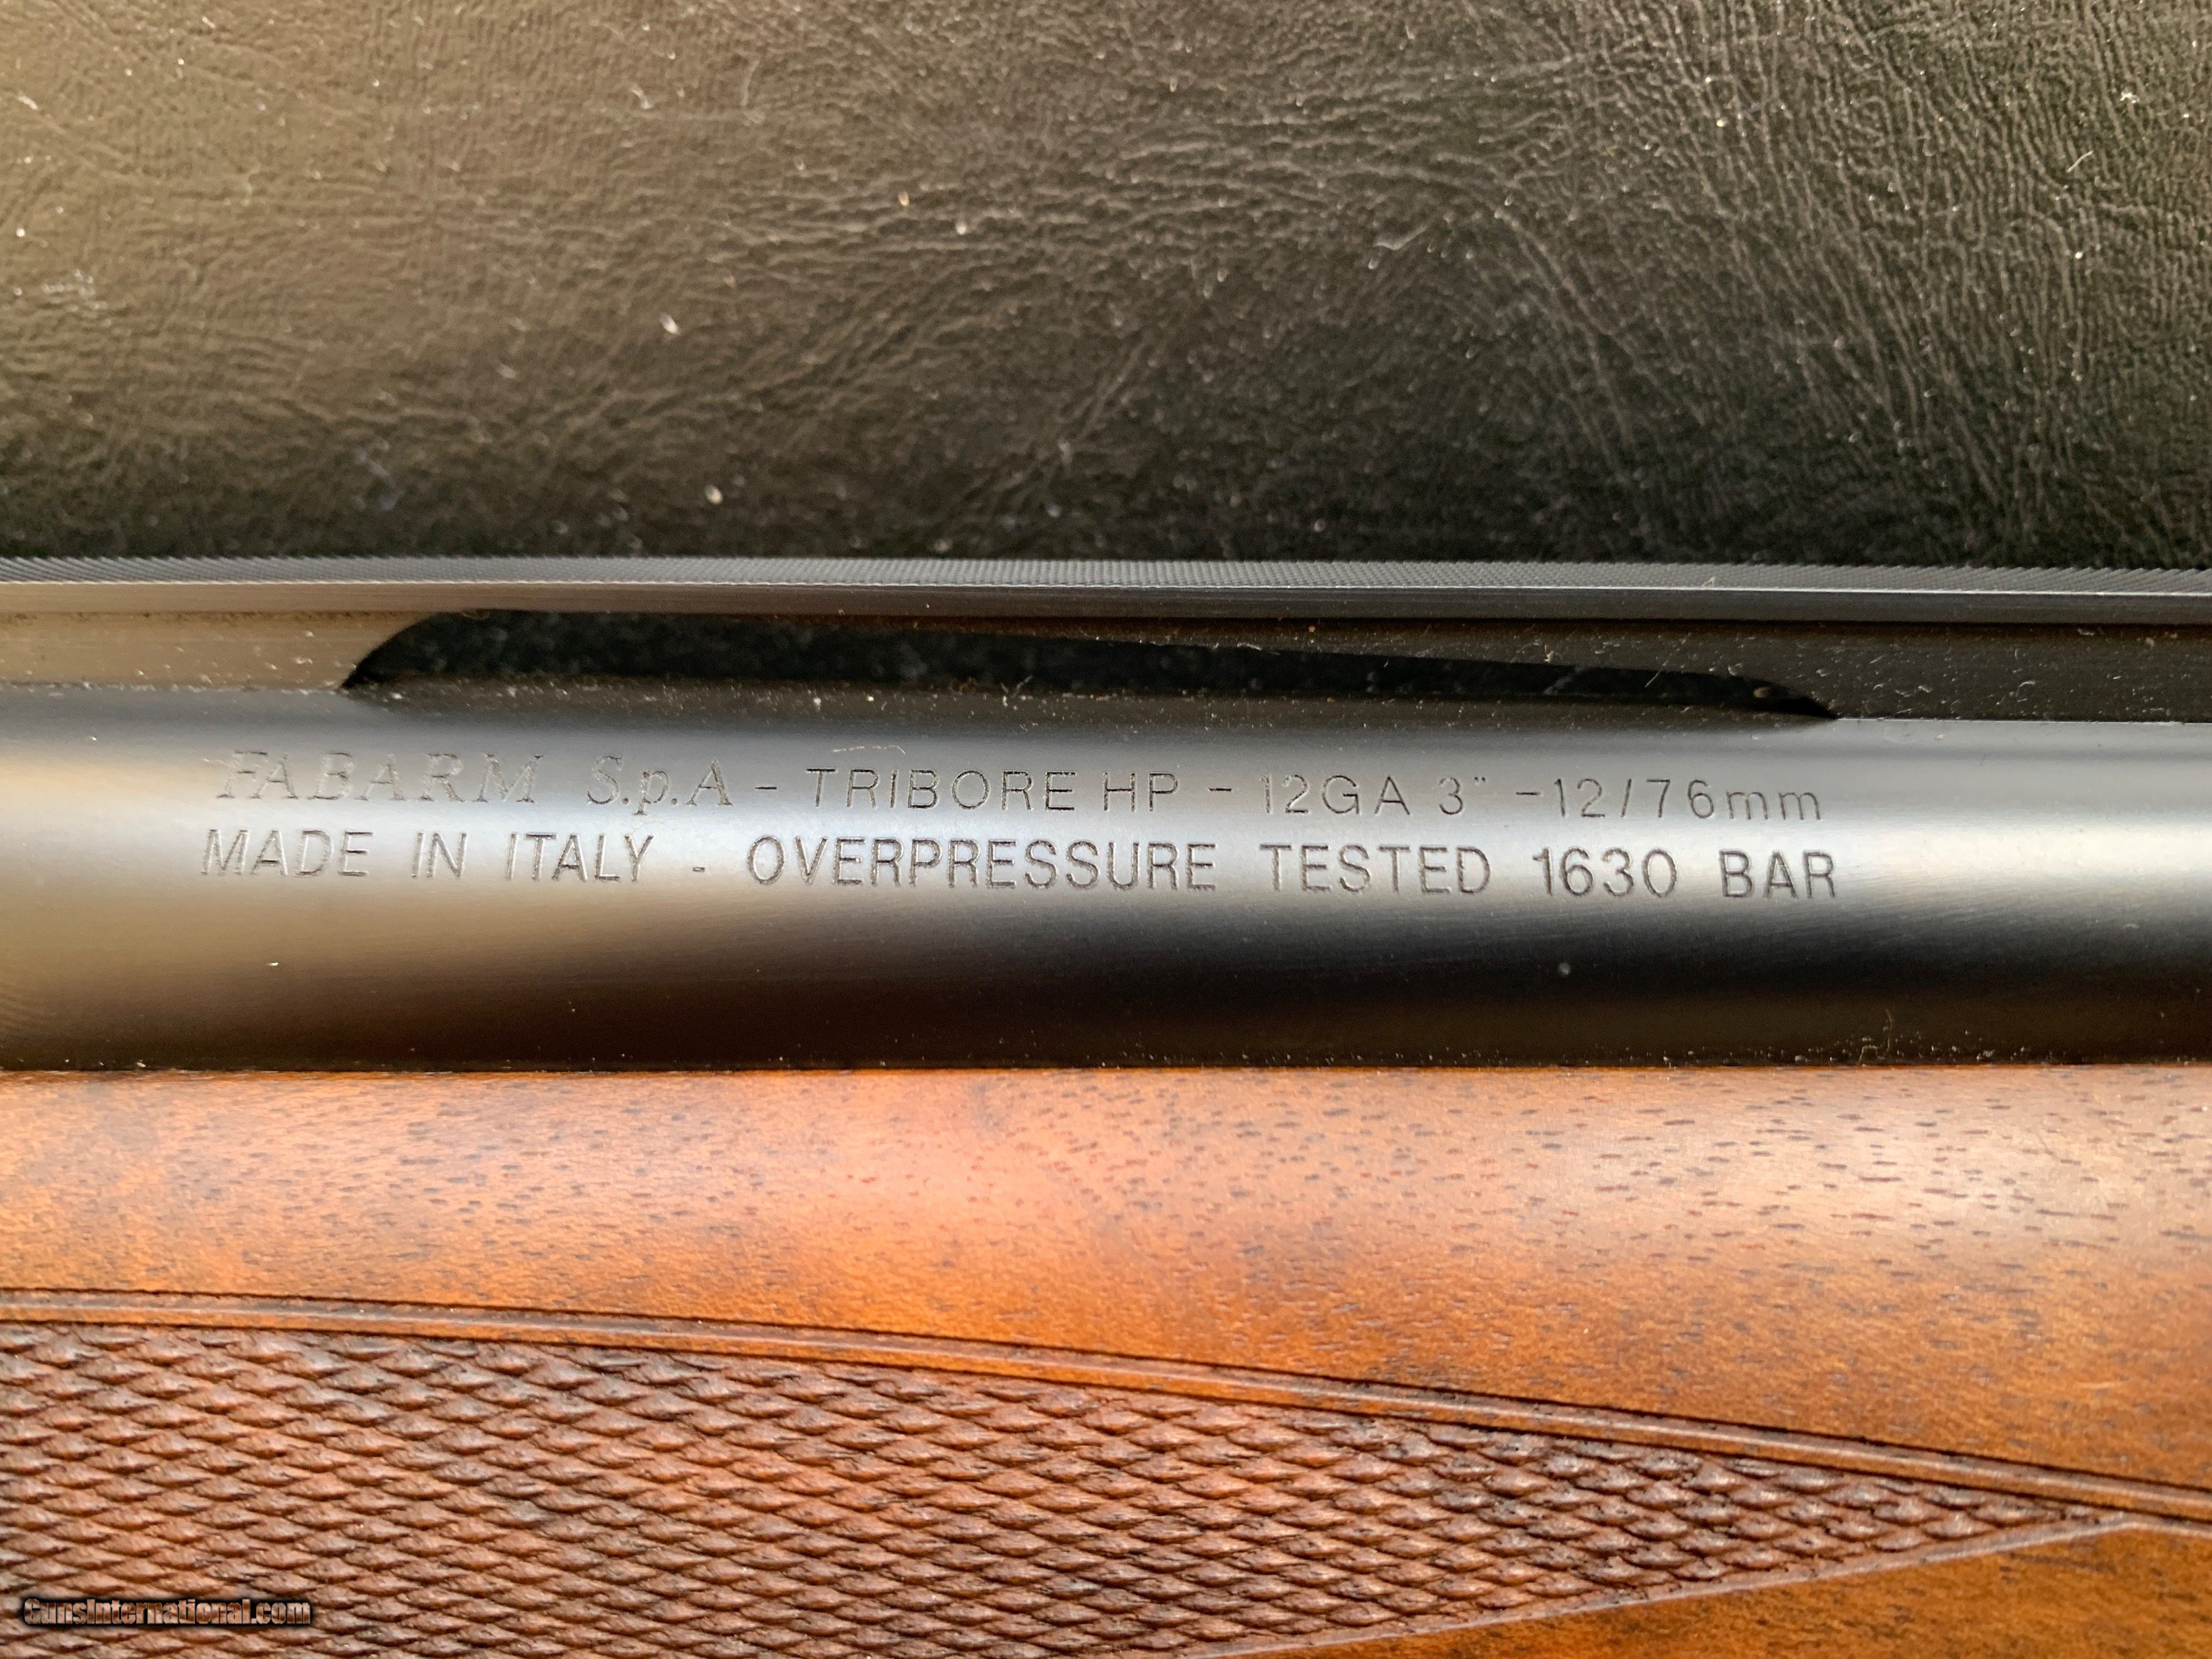 FABARM S.p.A - TRIBORE HP - 12GA 3" - 12/76mm
MADE IN ITALY - OVERPRESSURE TESTED 1630 BAR
GunsInternational.com